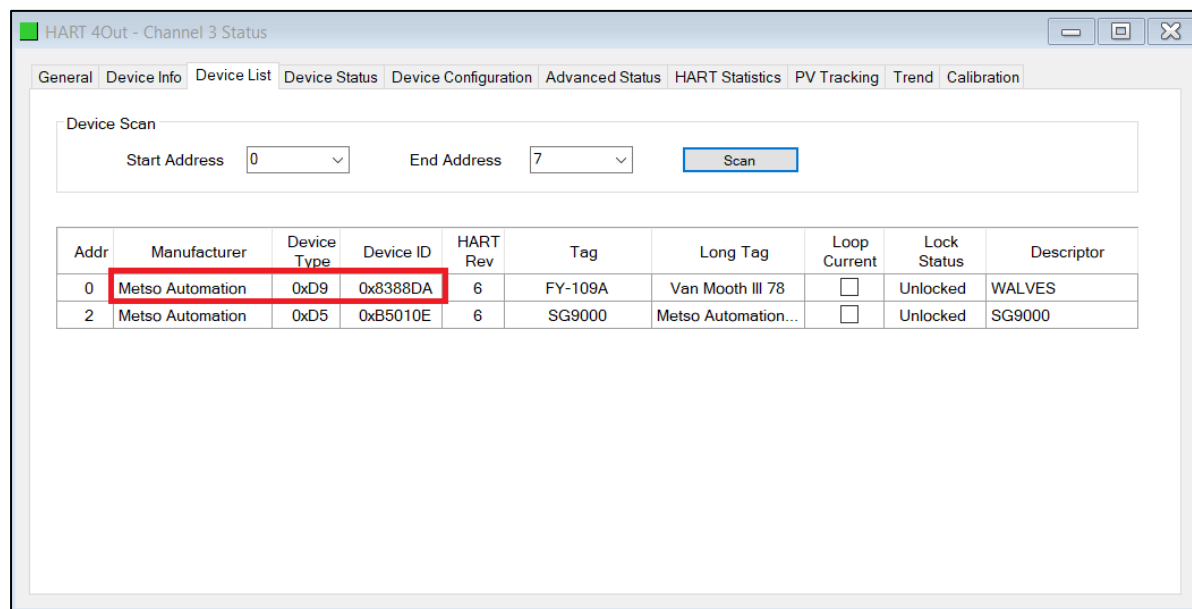 HART 4Out - Channel 3 Status
General Device Info Device List Device Status Device Configuration Advanced Status HART Statistics PV Tracking Trend Calibration
Device Scan
Start Address 0 End Address 7 Scan
Addr Manufacturer Device Type Device ID HART Rev Tag Long Tag Loop Current Lock Status Descriptor
0 Metso Automation 0xD9 0x8388DA 6 FY-109A Van Mooth III 78 Unlocked WALVES
2 Metso Automation 0xD5 0xB5010E 6 SG9000 Metso Automation... Unlocked SG9000